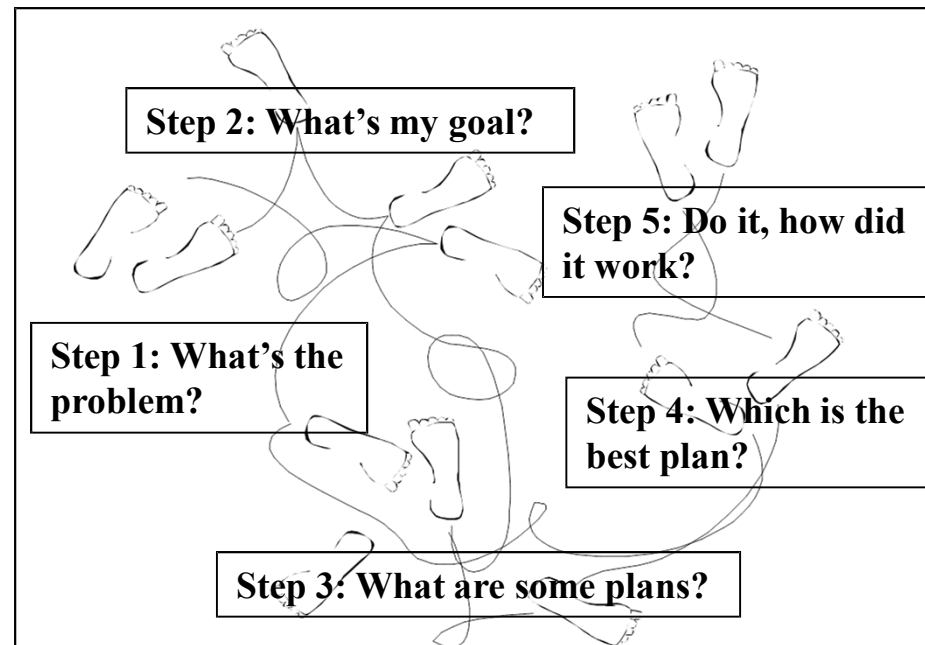 Step 2: What’s my goal?
Step 5: Do it, how did
it work?
Step 1: What’s the
problem?
Step 4: Which is the
best plan?
Step 3: What are some plans?